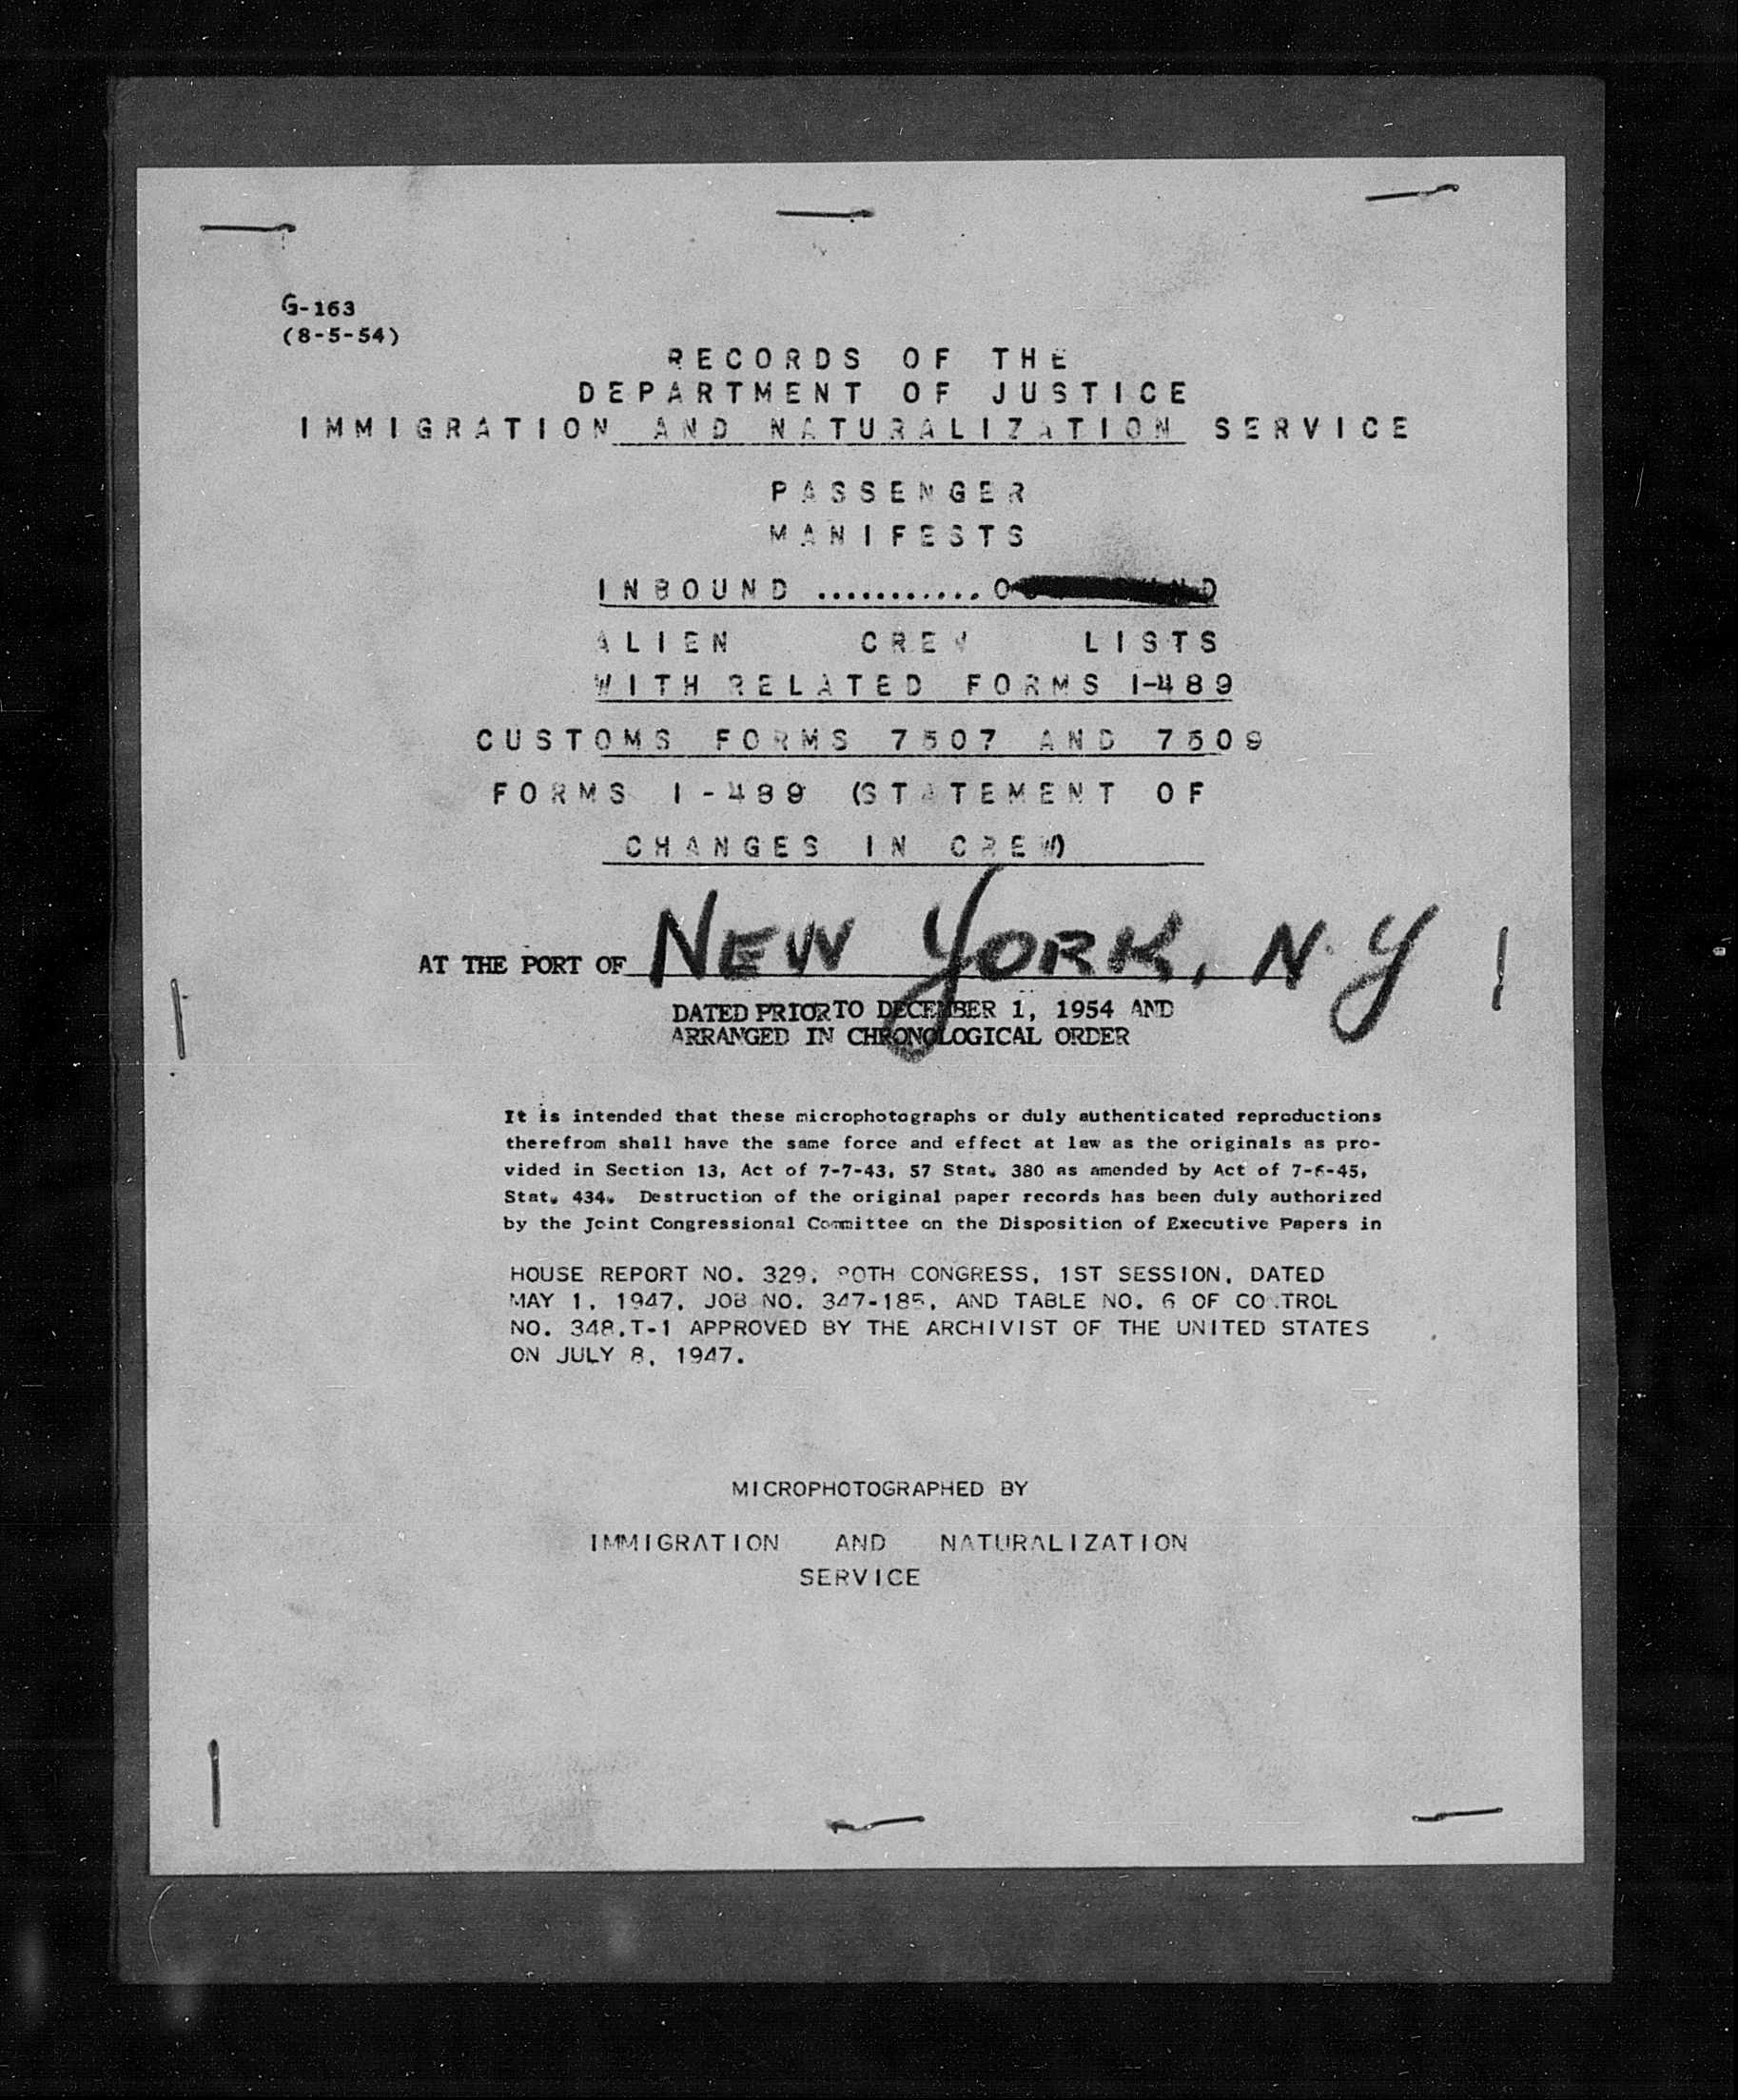 G-163
(8-5-54)
RECORDS OF THE
DEPARTMENT OF JUSTICE
IMMIGRATION AND NATURALIZATION SERVICE
PASSENGER
MANIFESTS
INBOUND ...........
ALIEN CREW LISTS
WITH RELATED FORMS I-489
CUSTOMS FORMS 7507 AND 7509
FORMS I-489 (STATEMENT OF
CHANGES IN CREW)
AT THE PORT OF NEW YORK, N.Y
DATED PRIOR TO DECEMBER 1, 1954 AND
ARRANGED IN CHRONOLOGICAL ORDER
It is intended that these microphotographs or duly authenticated reproductions
therefrom shall have the same force and effect at law as the originals as pro-
vided in Section 13, Act of 7-7-43, 57 Stat. 380 as amended by Act of 7-6-45,
Stat. 434. Destruction of the original paper records has been duly authorized
by the Joint Congressional Committee on the Disposition of Executive Papers in
HOUSE REPORT NO. 329, 80TH CONGRESS, 1ST SESSION, DATED
MAY 1, 1947, JOB NO. 347-185, AND TABLE NO. 6 OF CONTROL
NO. 348.T-1 APPROVED BY THE ARCHIVIST OF THE UNITED STATES
ON JULY 8, 1947.
MICROPHOTOGRAPHED BY
IMMIGRATION AND NATURALIZATION
SERVICE